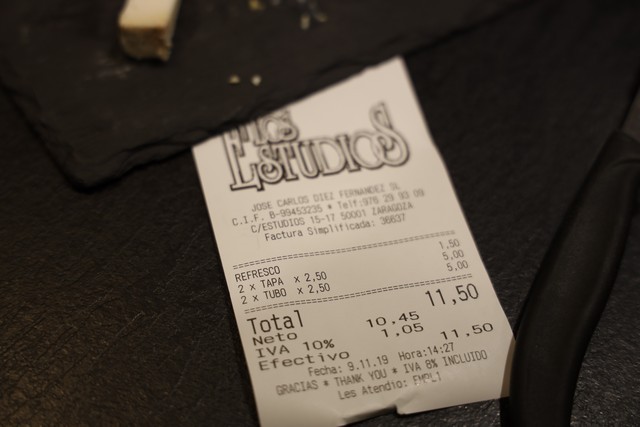 LOS
ESTUDIOS
JOSE CARLOS DIEZ FERNANDEZ SL
C.I.F. B-99453235 * Telf:976 29 93 09
C/ESTUDIOS 15-17 50001 ZARAGOZA
Factura Simplificada: 36637
REFRESCO 1,50
2 x TAPA x 2,50 5,00
2 x TUBO x 2,50 5,00
Total 11,50
Neto 10.45
IVA 10% 1.05
Efectivo 11.50
Fecha: 9.11.19 Hora:14:27
GRACIAS * THANK YOU * IVA 8% INCLUIDO
Les Atendio: EMPL1